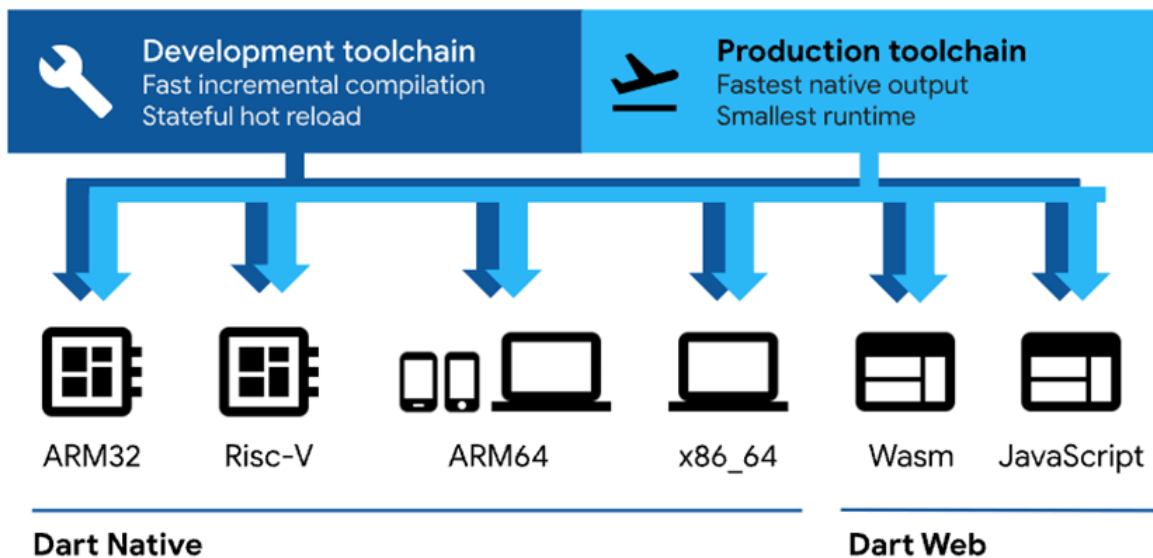 Development toolchain
Fast incremental compilation
Stateful hot reload
Production toolchain
Fastest native output
Smallest runtime
ARM32
Risc-V
ARM64
x86_64
Wasm
JavaScript
Dart Native
Dart Web